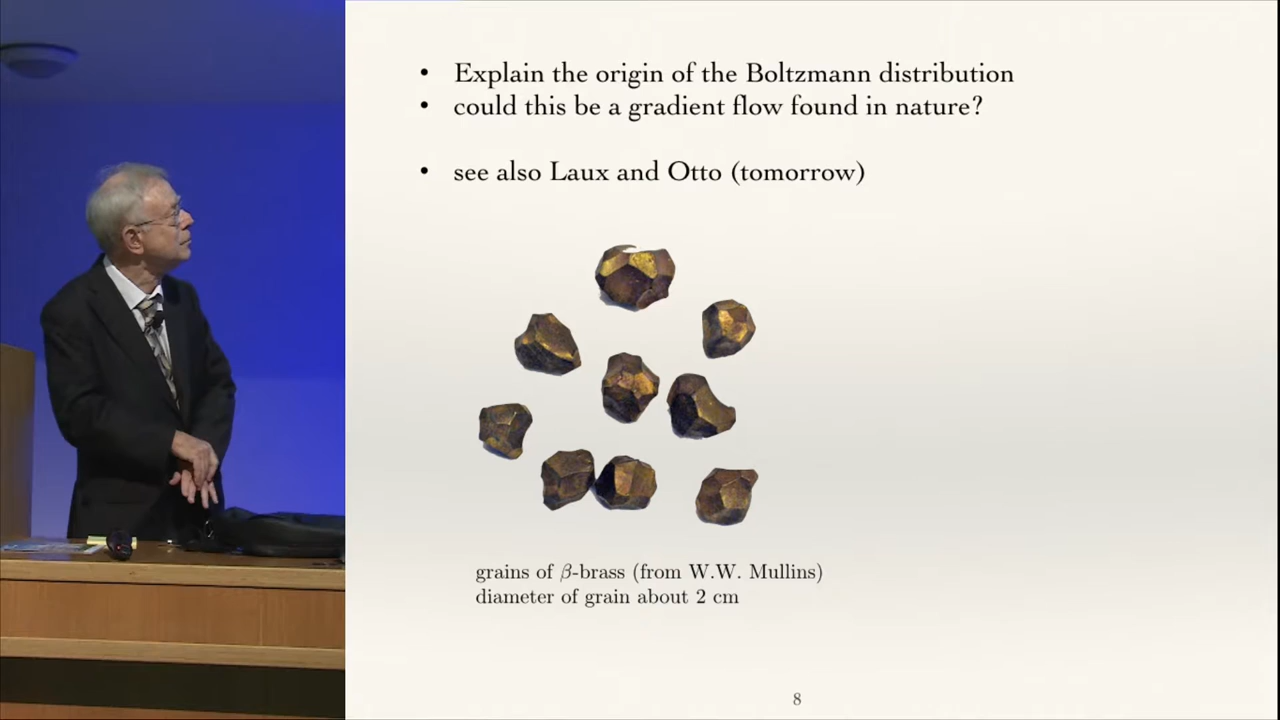 • Explain the origin of the Boltzmann distribution
• could this be a gradient flow found in nature?
• see also Laux and Otto (tomorrow)
grains of β-brass (from W.W. Mullins)
diameter of grain about 2 cm
8